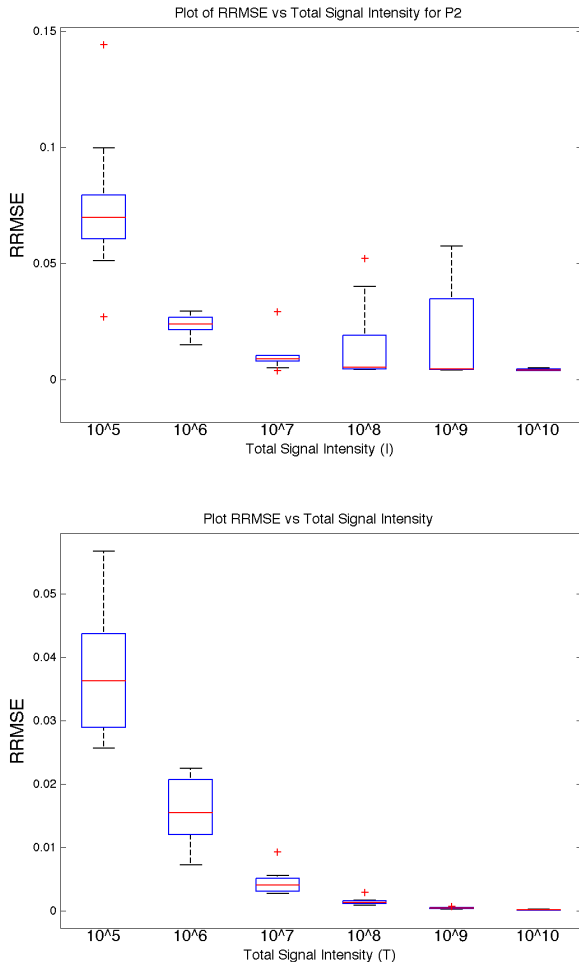 Plot of RRMSE vs Total Signal Intensity for P2
0.15
0.1
0.05
0
RRMSE
10^5 10^6 10^7 10^8 10^9 10^10
Total Signal Intensity (I)
Plot RRMSE vs Total Signal Intensity
0.05
0.04
0.03
0.02
0.01
0
RRMSE
10^5 10^6 10^7 10^8 10^9 10^10
Total Signal Intensity (T)